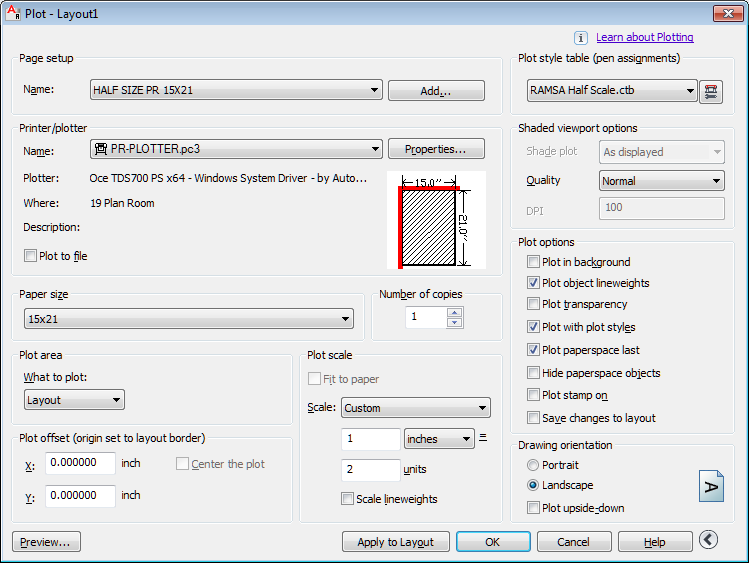 Plot - Layout1
Learn about Plotting
Page setup
Name: HALF SIZE PR 15X21 Add...
Plot style table (pen assignments)
RAMSA Half Scale.ctb
Printer/plotter
Name: PR-PLOTTER.pc3 Properties...
Plotter: Oce TDS700 PS x64 - Windows System Driver - by Auto...
Where: 19 Plan Room
Description:
Plot to file
15.0''
21.0''
Shaded viewport options
Shade plot As displayed
Quality Normal
DPI 100
Paper size
15x21
Number of copies
1
Plot options
Plot in background
Plot object lineweights
Plot transparency
Plot with plot styles
Plot paperspace last
Hide paperspace objects
Plot stamp on
Save changes to layout
Plot area
What to plot:
Layout
Plot scale
Fit to paper
Scale: Custom
1 inches =
2 units
Scale lineweights
Plot offset (origin set to layout border)
X: 0.000000 inch Center the plot
Y: 0.000000 inch
Drawing orientation
Portrait
Landscape
Plot upside-down
A
Preview... Apply to Layout OK Cancel Help